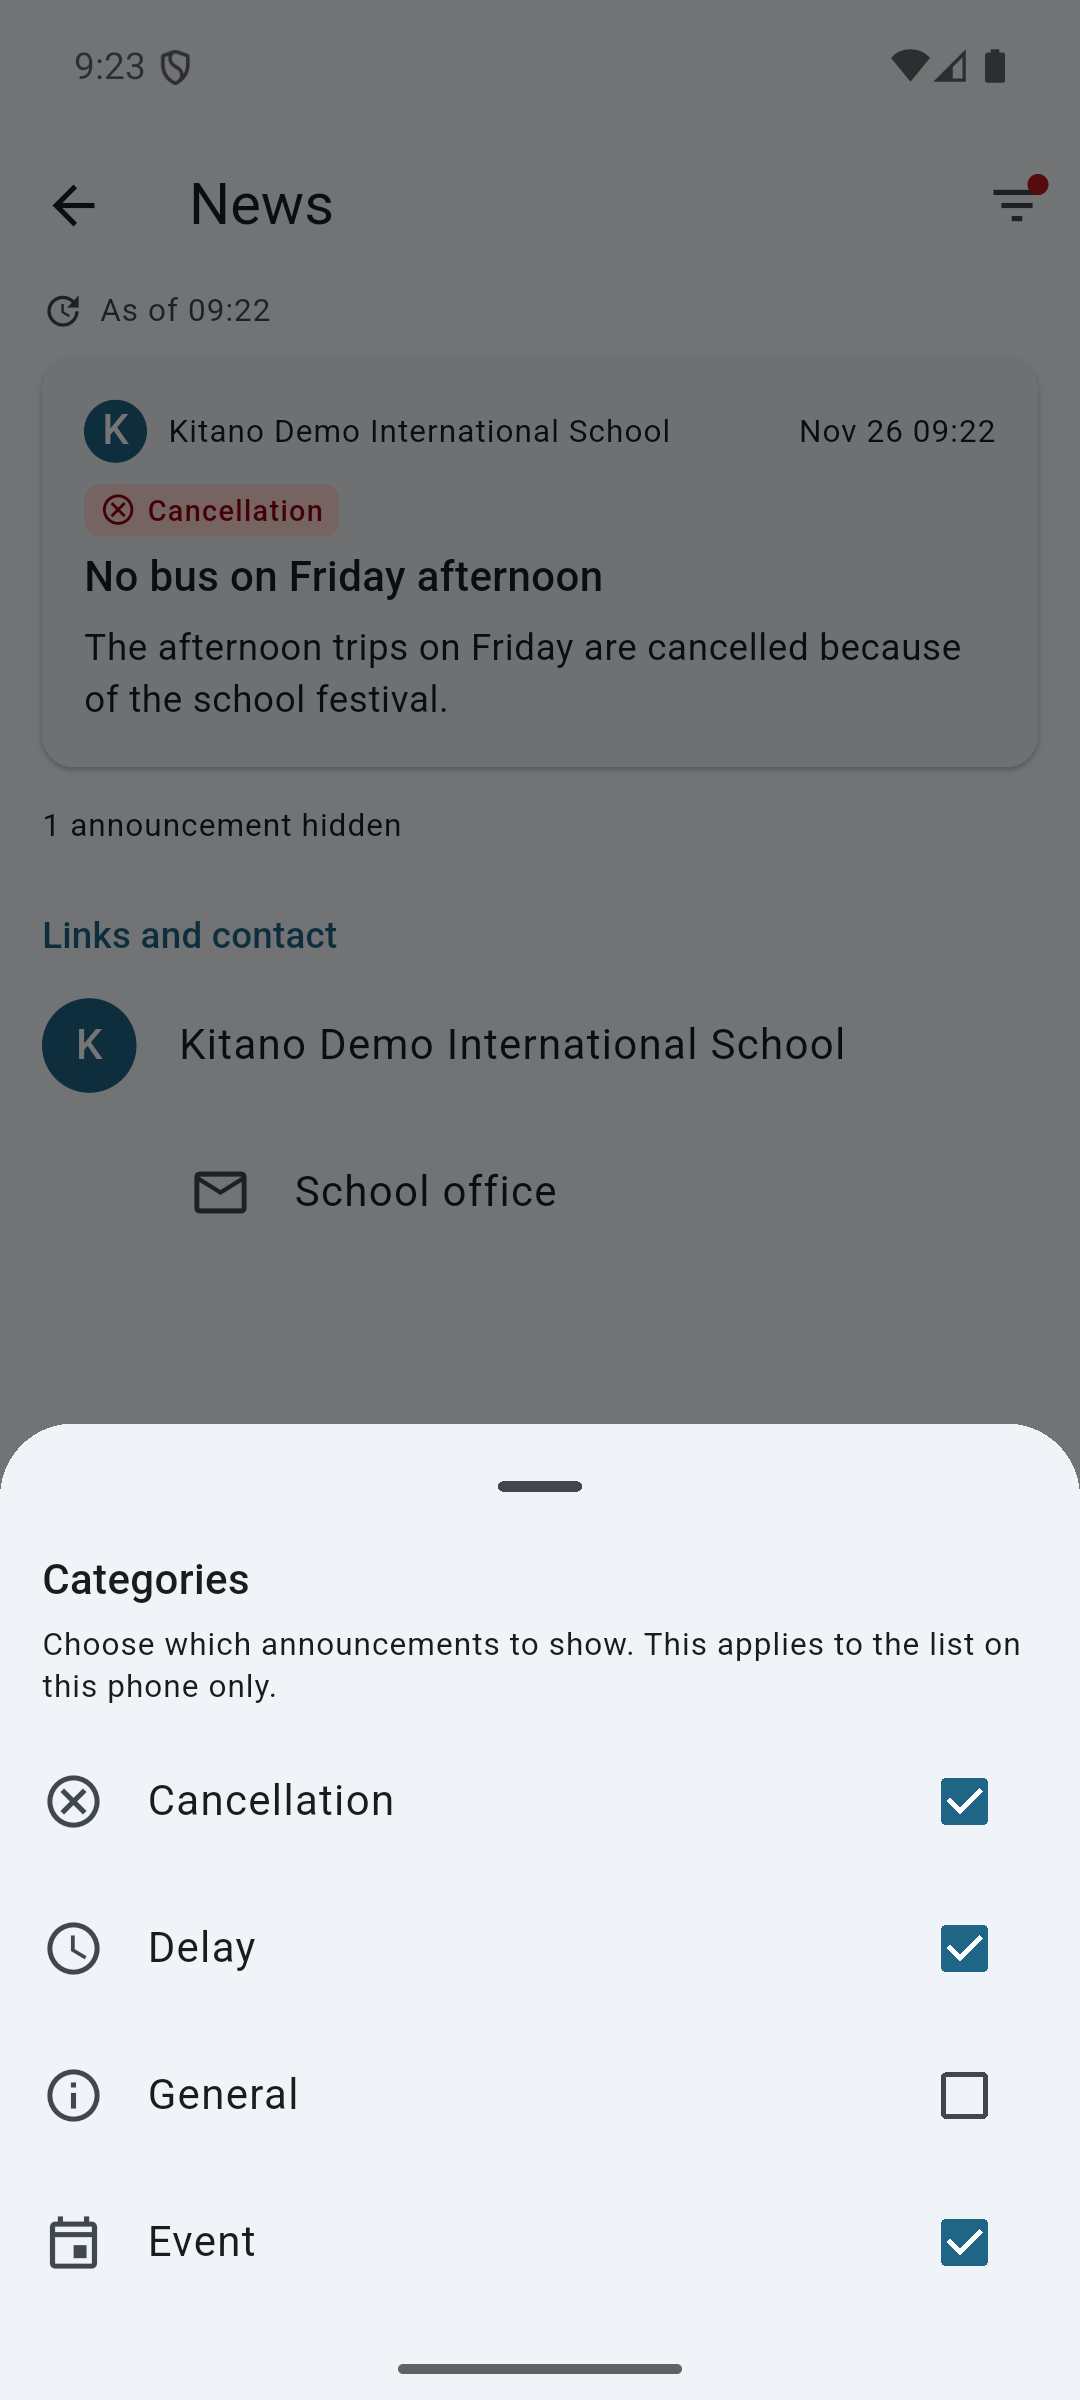 9:23
News
As of 09:22
K Kitano Demo International School Nov 26 09:22
Cancellation
No bus on Friday afternoon
The afternoon trips on Friday are cancelled because
of the school festival.
1 announcement hidden
Links and contact
K Kitano Demo International School
School office
Categories
Choose which announcements to show. This applies to the list on
this phone only.
Cancellation
Delay
General
Event